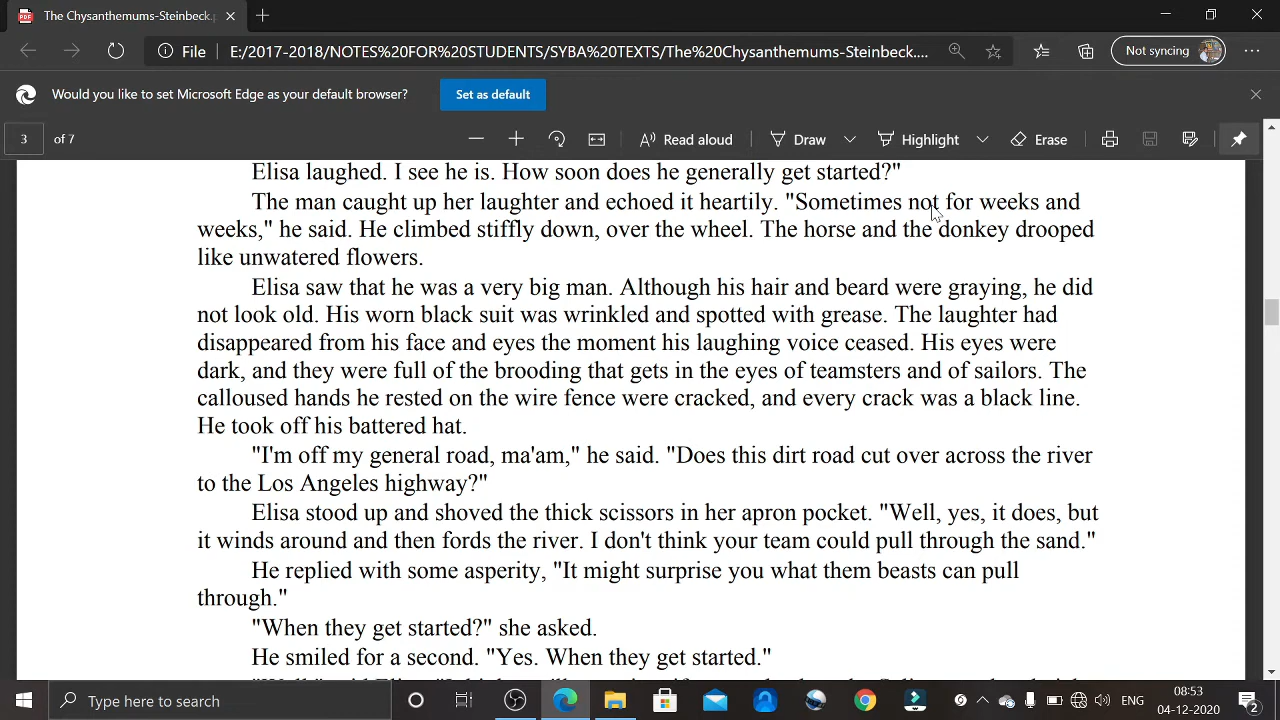 The Chysanthemums-Steinbeck.p
File
E:/2017-2018/NOTES%20FOR%20STUDENTS/SYBA%20TEXTS/The%20Chysanthemums-Steinbeck....
Not syncing
Would you like to set Microsoft Edge as your default browser?
Set as default
3 of 7
Read aloud
Draw
Highlight
Erase
Elisa laughed. I see he is. How soon does he generally get started?"
The man caught up her laughter and echoed it heartily. "Sometimes not for weeks and
weeks," he said. He climbed stiffly down, over the wheel. The horse and the donkey drooped
like unwatered flowers.
Elisa saw that he was a very big man. Although his hair and beard were graying, he did
not look old. His worn black suit was wrinkled and spotted with grease. The laughter had
disappeared from his face and eyes the moment his laughing voice ceased. His eyes were
dark, and they were full of the brooding that gets in the eyes of teamsters and of sailors. The
calloused hands he rested on the wire fence were cracked, and every crack was a black line.
He took off his battered hat.
"I'm off my general road, ma'am," he said. "Does this dirt road cut over across the river
to the Los Angeles highway?"
Elisa stood up and shoved the thick scissors in her apron pocket. "Well, yes, it does, but
it winds around and then fords the river. I don't think your team could pull through the sand."
He replied with some asperity, "It might surprise you what them beasts can pull
through."
"When they get started?" she asked.
He smiled for a second. "Yes. When they get started."
Type here to search
ENG
08:53
04-12-2020
2